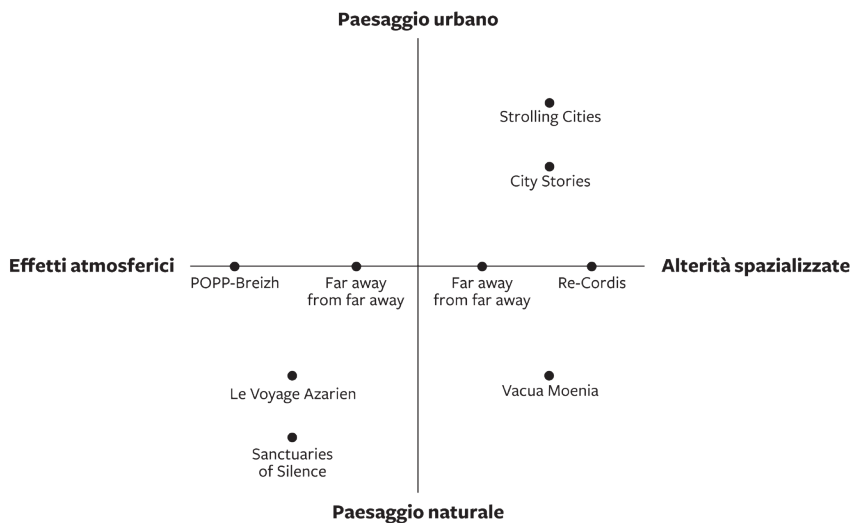 Paesaggio urbano
Strolling Cities
City Stories
Effetti atmosferici
Alterità spazializzate
POPP-Breizh
Far away
from far away
Far away
from far away
Re-Cordis
Le Voyage Azarien
Vacua Moenia
Sanctuaries
of Silence
Paesaggio naturale